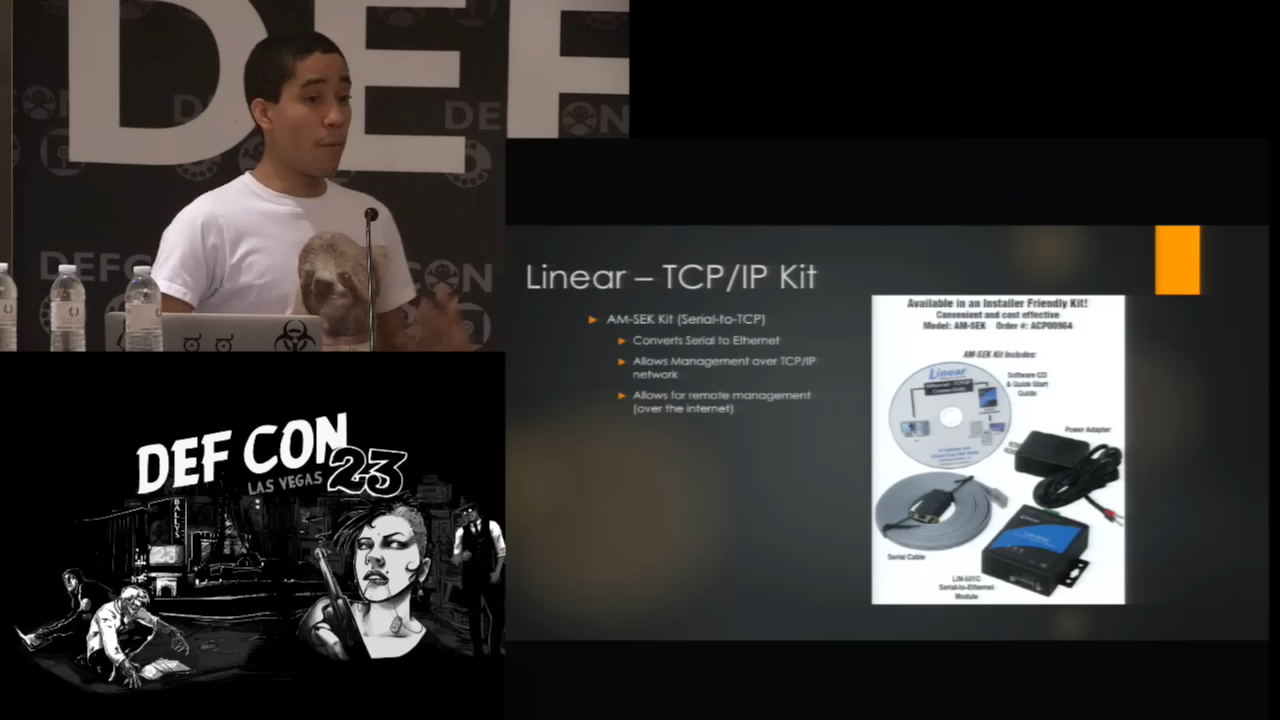 DEF
DEF CON
DEFC
CON
Linear – TCP/IP Kit
AM-SEK Kit (Serial-to-TCP)
Converts Serial to Ethernet
Allows Management over TCP/IP
network
Allows for remote management
(over the internet)
Available in an Installer Friendly Kit!
Convenient and cost effective
Model: AM-SEK Order #: ACP00964
AM-SEK Kit Includes:
Linear
Software CD
& Quick Start
Guide
Power Adapter
Serial Cable
Serial-to-Ethernet
Module
DEF CON
23
LAS VEGAS
BALLYS